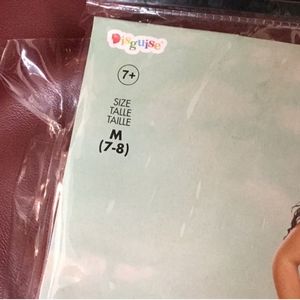 Disguise
7+
SIZE
TALLE
TAILLE
M
(7-8)